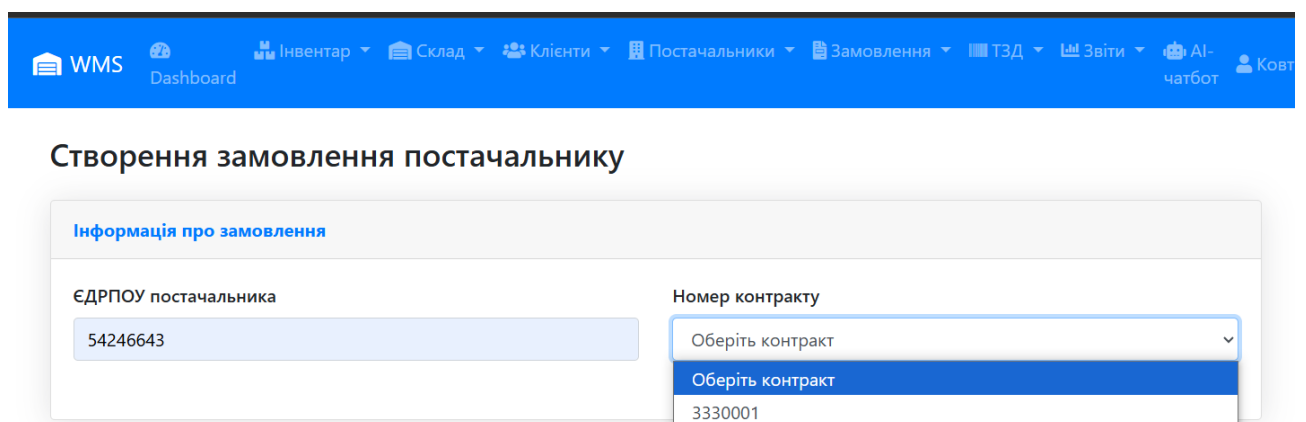 WMS
Dashboard
Інвентар
Склад
Клієнти
Постачальники
Замовлення
ТЗД
Звіти
AI-
чатбот
Ковт
Створення замовлення постачальнику
Інформація про замовлення
ЄДРПОУ постачальника
Номер контракту
54246643
Оберіть контракт
Оберіть контракт
3330001